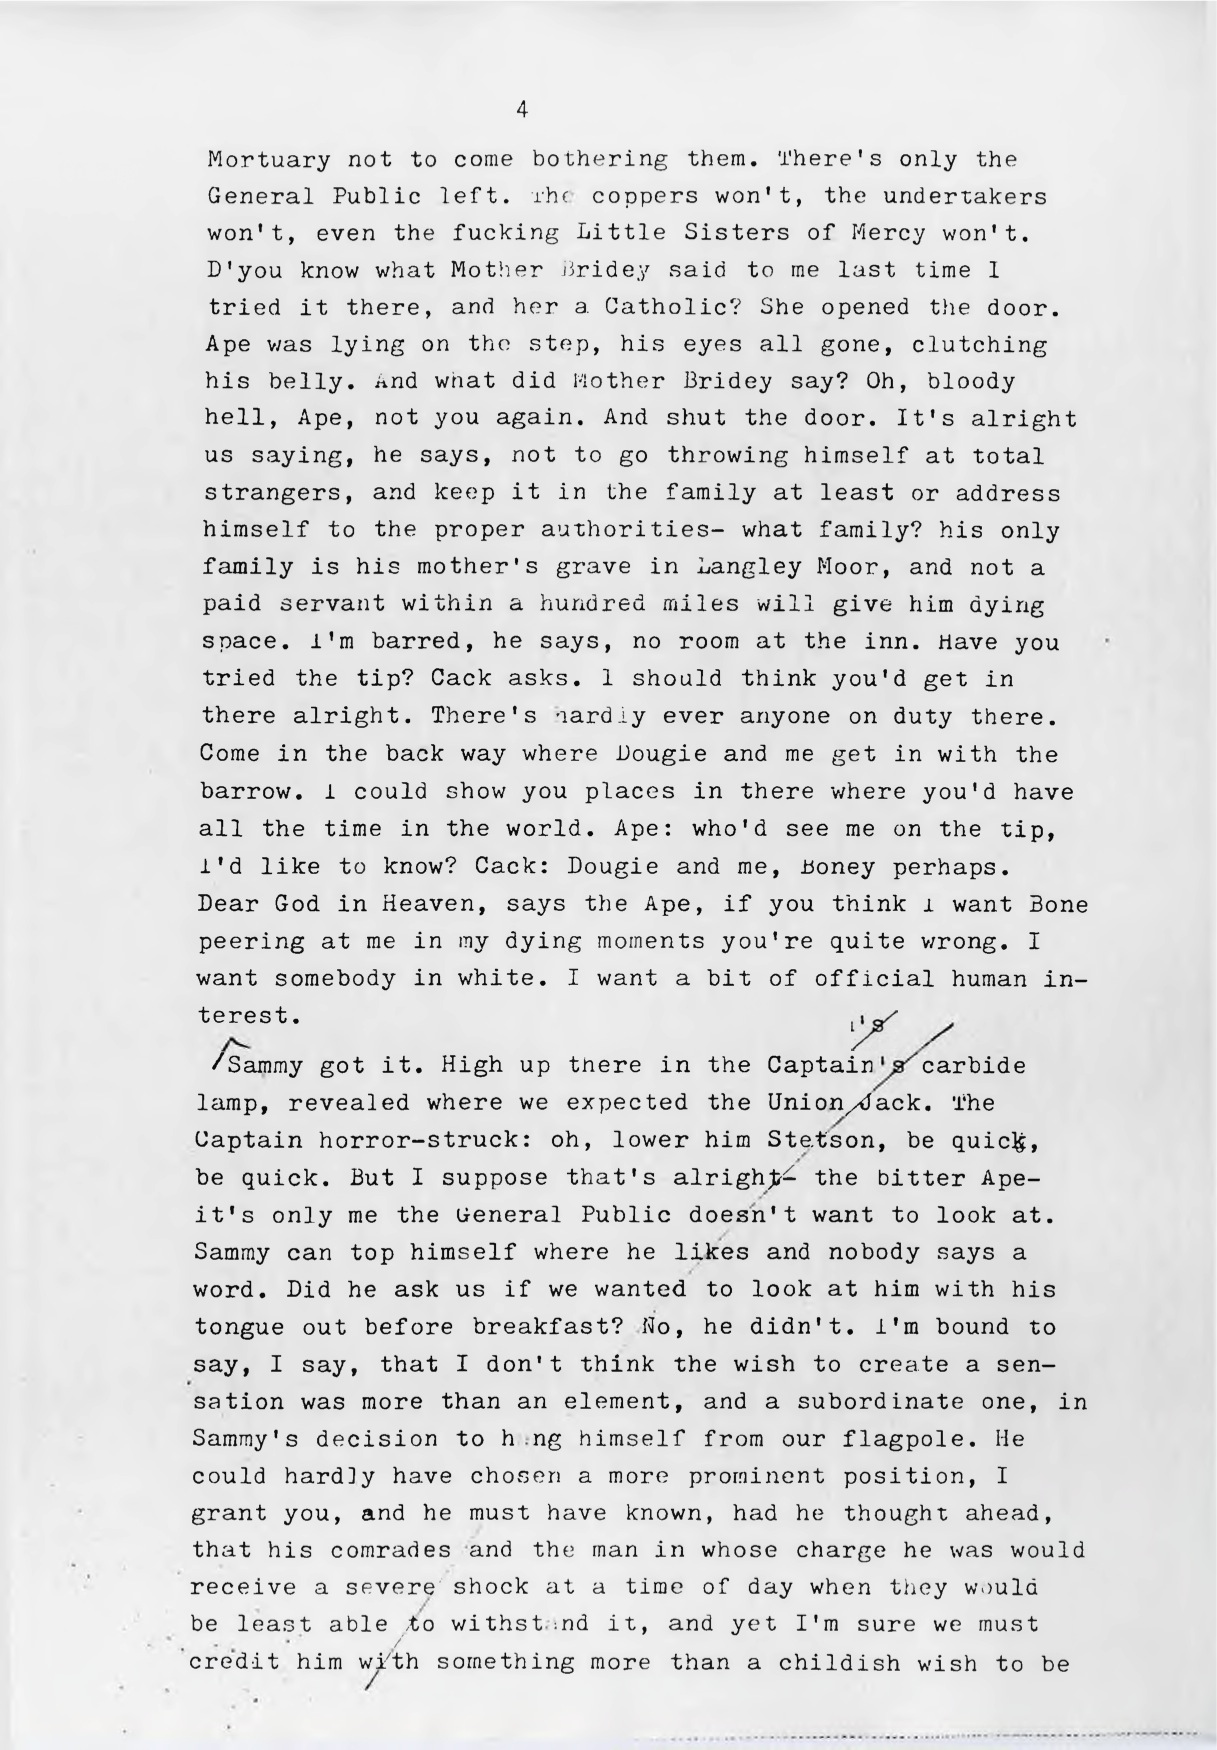 4
Mortuary not to come bothering them. There's only the
General Public left. The coppers won't, the undertakers
won't, even the fucking Little Sisters of Mercy won't.
D'you know what Mother Bridey said to me last time I
tried it there, and her a Catholic? She opened the door.
Ape was lying on the step, his eyes all gone, clutching
his belly. And what did Mother Bridey say? Oh, bloody
hell, Ape, not you again. And shut the door. It's alright
us saying, he says, not to go throwing himself at total
strangers, and keep it in the family at least or address
himself to the proper authorities- what family? his only
family is his mother's grave in Langley Moor, and not a
paid servant within a hundred miles will give him dying
space. I'm barred, he says, no room at the inn. Have you
tried the tip? Cack asks. I should think you'd get in
there alright. There's hardly ever anyone on duty there.
Come in the back way where Dougie and me get in with the
barrow. I could show you places in there where you'd have
all the time in the world. Ape: who'd see me on the tip,
I'd like to know? Cack: Dougie and me, Boney perhaps.
Dear God in Heaven, says the Ape, if you think I want Bone
peering at me in my dying moments you're quite wrong. I
want somebody in white. I want a bit of official human in-
terest.
i's
Sammy got it. High up there in the Captain's carbide
lamp, revealed where we expected the Union Jack. The
Captain horror-struck: oh, lower him Stetson, be quick,
be quick. But I suppose that's alright- the bitter Ape-
it's only me the General Public doesn't want to look at.
Sammy can top himself where he likes and nobody says a
word. Did he ask us if we wanted to look at him with his
tongue out before breakfast? No, he didn't. I'm bound to
say, I say, that I don't think the wish to create a sen-
sation was more than an element, and a subordinate one, in
Sammy's decision to hang himself from our flagpole. He
could hardly have chosen a more prominent position, I
grant you, and he must have known, had he thought ahead,
that his comrades and the man in whose charge he was would
receive a severe shock at a time of day when they would
be least able to withstand it, and yet I'm sure we must
credit him with something more than a childish wish to be